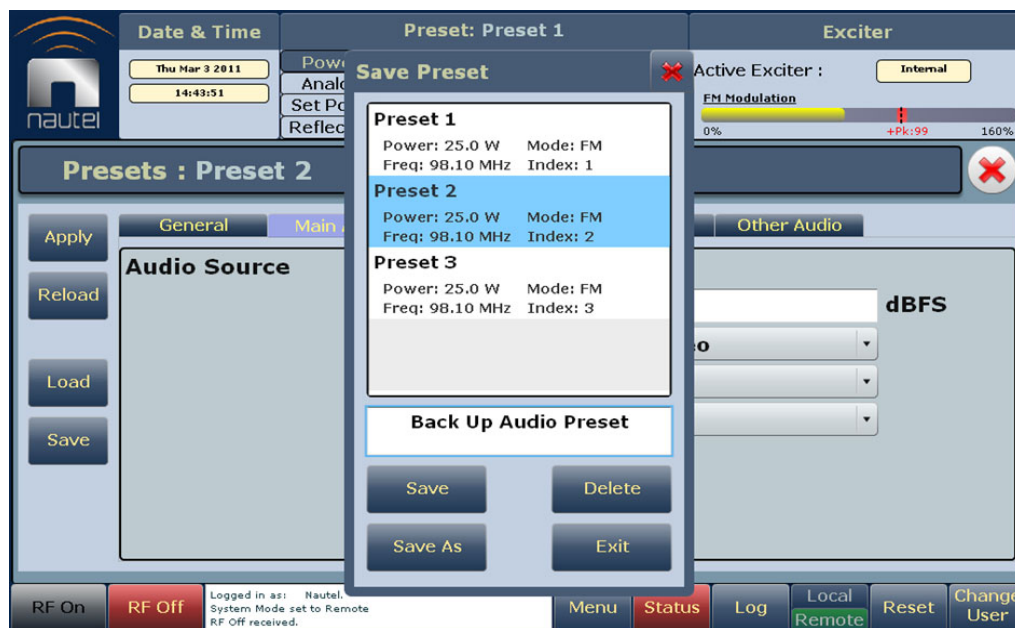 Date & Time
Preset: Preset 1
Exciter
nautel
Thu Mar 3 2011
14:43:51
Set
Active Exciter :
Internal
FM Modulation
0%
+Pk:99
160%
Presets : Preset 2
Apply
Reload
Load
Save
General
Main
Other Audio
Audio Source
dBFS
Save Preset
Preset 1
Power: 25.0 W Mode: FM
Freq: 98.10 MHz Index: 1
Preset 2
Power: 25.0 W Mode: FM
Freq: 98.10 MHz Index: 2
Preset 3
Power: 25.0 W Mode: FM
Freq: 98.10 MHz Index: 3
Back Up Audio Preset
Save
Delete
Save As
Exit
RF On
RF Off
Logged in as: Nautel.
System Mode set to Remote
RF Off received.
Menu
Status
Log
Local
Remote
Reset
Change User